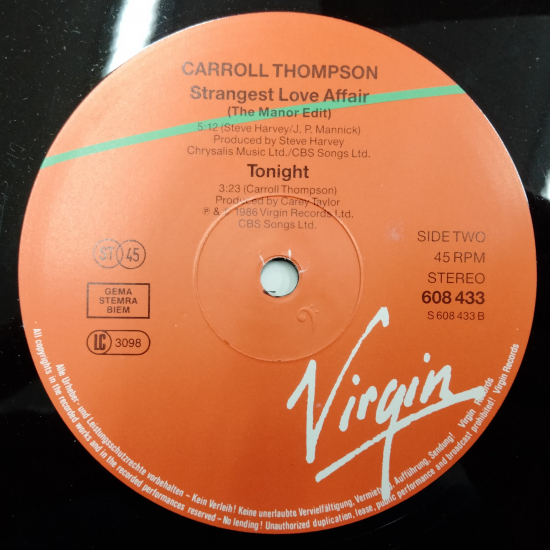 CARROLL THOMPSON
Strangest Love Affair
(The Manor Edit)
5:12 (Steve Harvey/J. P. Mannick)
Produced by Steve Harvey
Chrysalis Music Ltd./CBS Songs Ltd.
Tonight
3:23 (Carroll Thompson)
Produced by Carey Taylor
℗ & © 1986 Virgin Records Ltd.
CBS Songs Ltd.
SIDE TWO
45 RPM
STEREO
608 433
S 608 433 B
ST 45
GEMA
STEMRA
BIEM
LC 3098
Virgin
Alle Urheber- und Leistungsschutzrechte vorbehalten – Kein Verleih! Keine unerlaubte Vervielfältigung, Vermietung, Aufführung, Sendung! Virgin Records
All copyrights in the recorded works and in the recorded performances reserved – No lending! Unauthorized duplication, lease, public performance and broadcast prohibited! Virgin Records